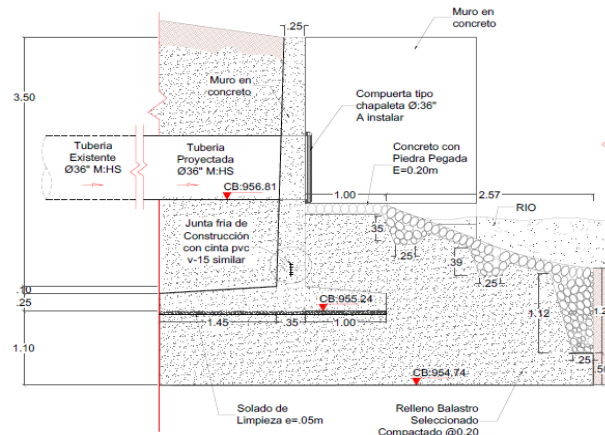 .25
Muro en
concreto
Muro en
concreto
Compuerta tipo
chapaleta Ø:36"
A instalar
3.50
Tuberia
Existente
Ø36" M:HS
Tuberia
Proyectada
Ø36" M:HS
Concreto con
Piedra Pegada
E=0.20m
CB:956.81
1.00
2.57
RIO
Junta fria de
Construcción
con cinta pvc
v-15 similar
.35
.25
.39
.25
.10
.25
CB:955.24
1.12
1.45
.35
1.00
1.10
.25
CB:954.74
Solado de
Limpieza e=.05m
Relleno Balastro
Seleccionado
Compactado @0.20